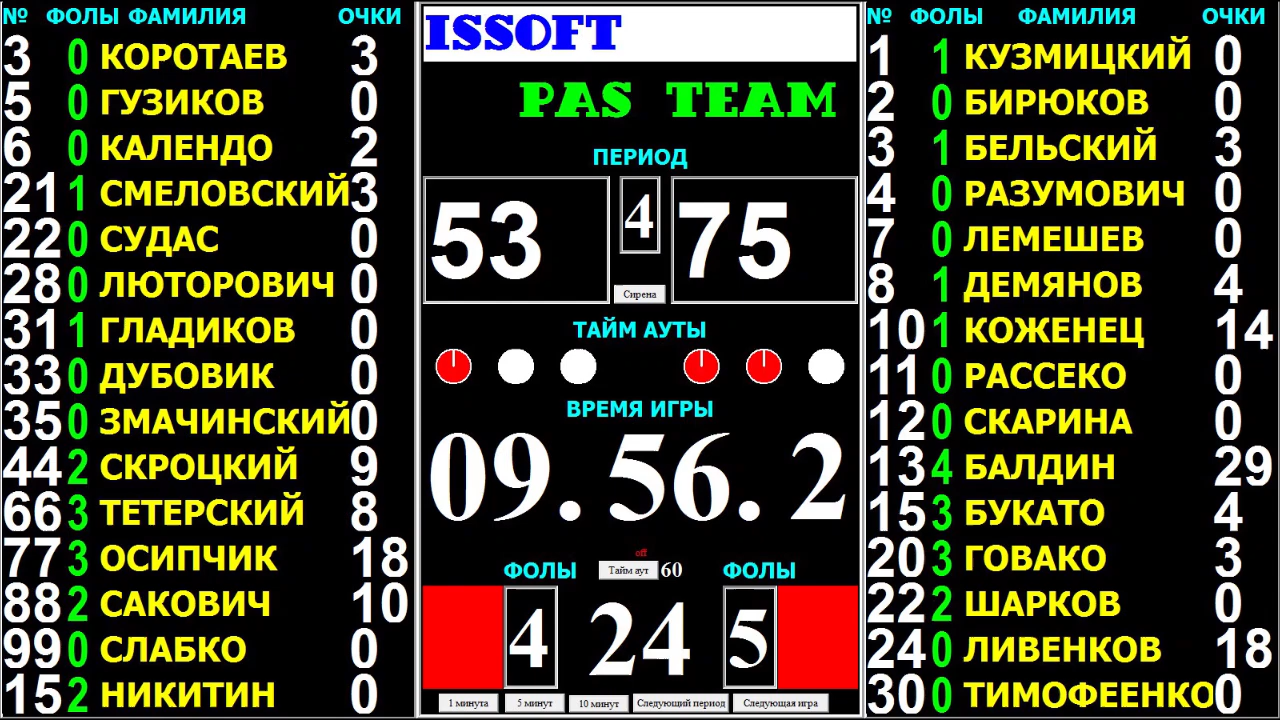 № ФОЛЫ ФАМИЛИЯ ОЧКИ
3 0 КОРОТАЕВ 3
5 0 ГУЗИКОВ 0
6 0 КАЛЕНДО 2
21 1 СМЕЛОВСКИЙ 3
22 0 СУДАС 0
28 0 ЛЮТОРОВИЧ 0
31 1 ГЛАДИКОВ 0
33 0 ДУБОВИК 0
35 0 ЗМАЧИНСКИЙ 0
44 2 СКРОЦКИЙ 9
66 3 ТЕТЕРСКИЙ 8
77 3 ОСИПЧИК 18
88 2 САКОВИЧ 10
99 0 СЛАБКО 0
15 2 НИКИТИН 0
ISSOFT
PAS TEAM
ПЕРИОД
53 4 75
Сирена
ТАЙМ АУТЫ
ВРЕМЯ ИГРЫ
09. 56. 2
off
ФОЛЫ Тайм аут 60 ФОЛЫ
4 24 5
1 минута 5 минут 10 минут Следующий период Следующая игра
№ ФОЛЫ ФАМИЛИЯ ОЧКИ
1 1 КУЗМИЦКИЙ 0
2 0 БИРЮКОВ 0
3 1 БЕЛЬСКИЙ 3
4 0 РАЗУМОВИЧ 0
7 0 ЛЕМЕШЕВ 0
8 1 ДЕМЯНОВ 4
10 1 КОЖЕНЕЦ 14
11 0 РАССЕКО 0
12 0 СКАРИНА 0
13 4 БАЛДИН 29
15 3 БУКАТО 4
20 3 ГОВАКО 3
22 2 ШАРКОВ 0
24 0 ЛИВЕНКОВ 18
30 0 ТИМОФЕЕНКО 0